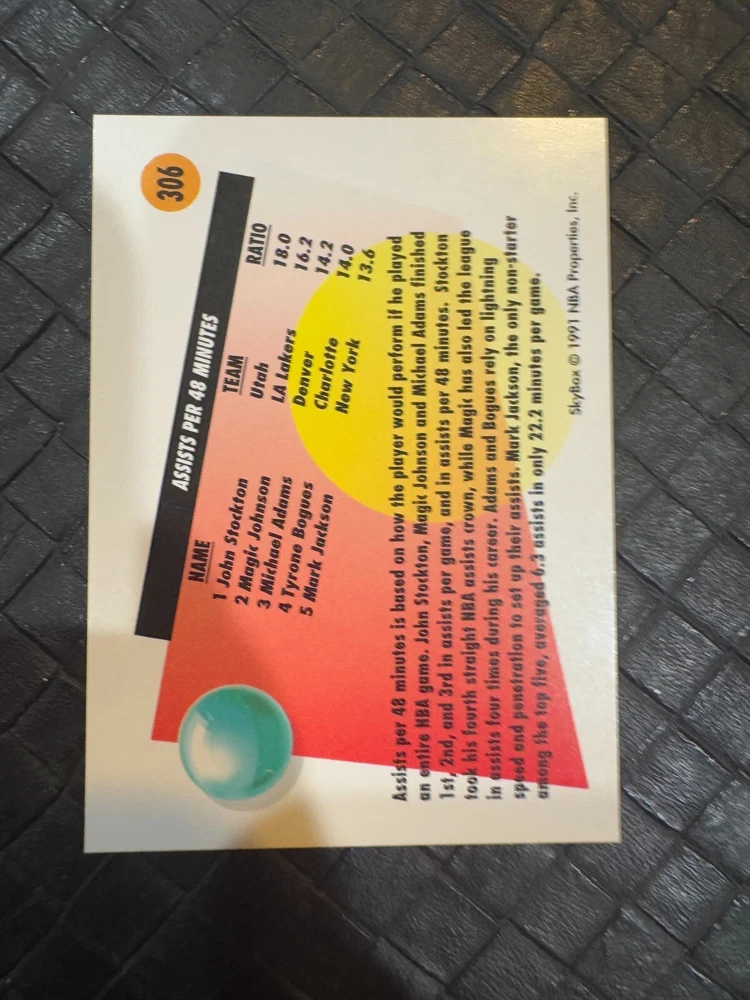 306
ASSISTS PER 48 MINUTES
NAME TEAM RATIO
1 John Stockton Utah 18.0
2 Magic Johnson LA Lakers 16.2
3 Michael Adams Denver 14.2
4 Tyrone Bogues Charlotte 14.0
5 Mark Jackson New York 13.6
Assists per 48 minutes is based on how the player would perform if he played
an entire NBA game. John Stockton, Magic Johnson and Michael Adams finished
1st, 2nd, and 3rd in assists per game, and in assists per 48 minutes. Stockton
took his fourth straight NBA assists crown, while Magic has also led the league
in assists four times during his career. Adams and Bogues rely on lightning
speed and penetration to set up their assists. Mark Jackson, the only non-starter
among the top five, averaged 6.3 assists in only 22.2 minutes per game.
SkyBox © 1991 NBA Properties, Inc.